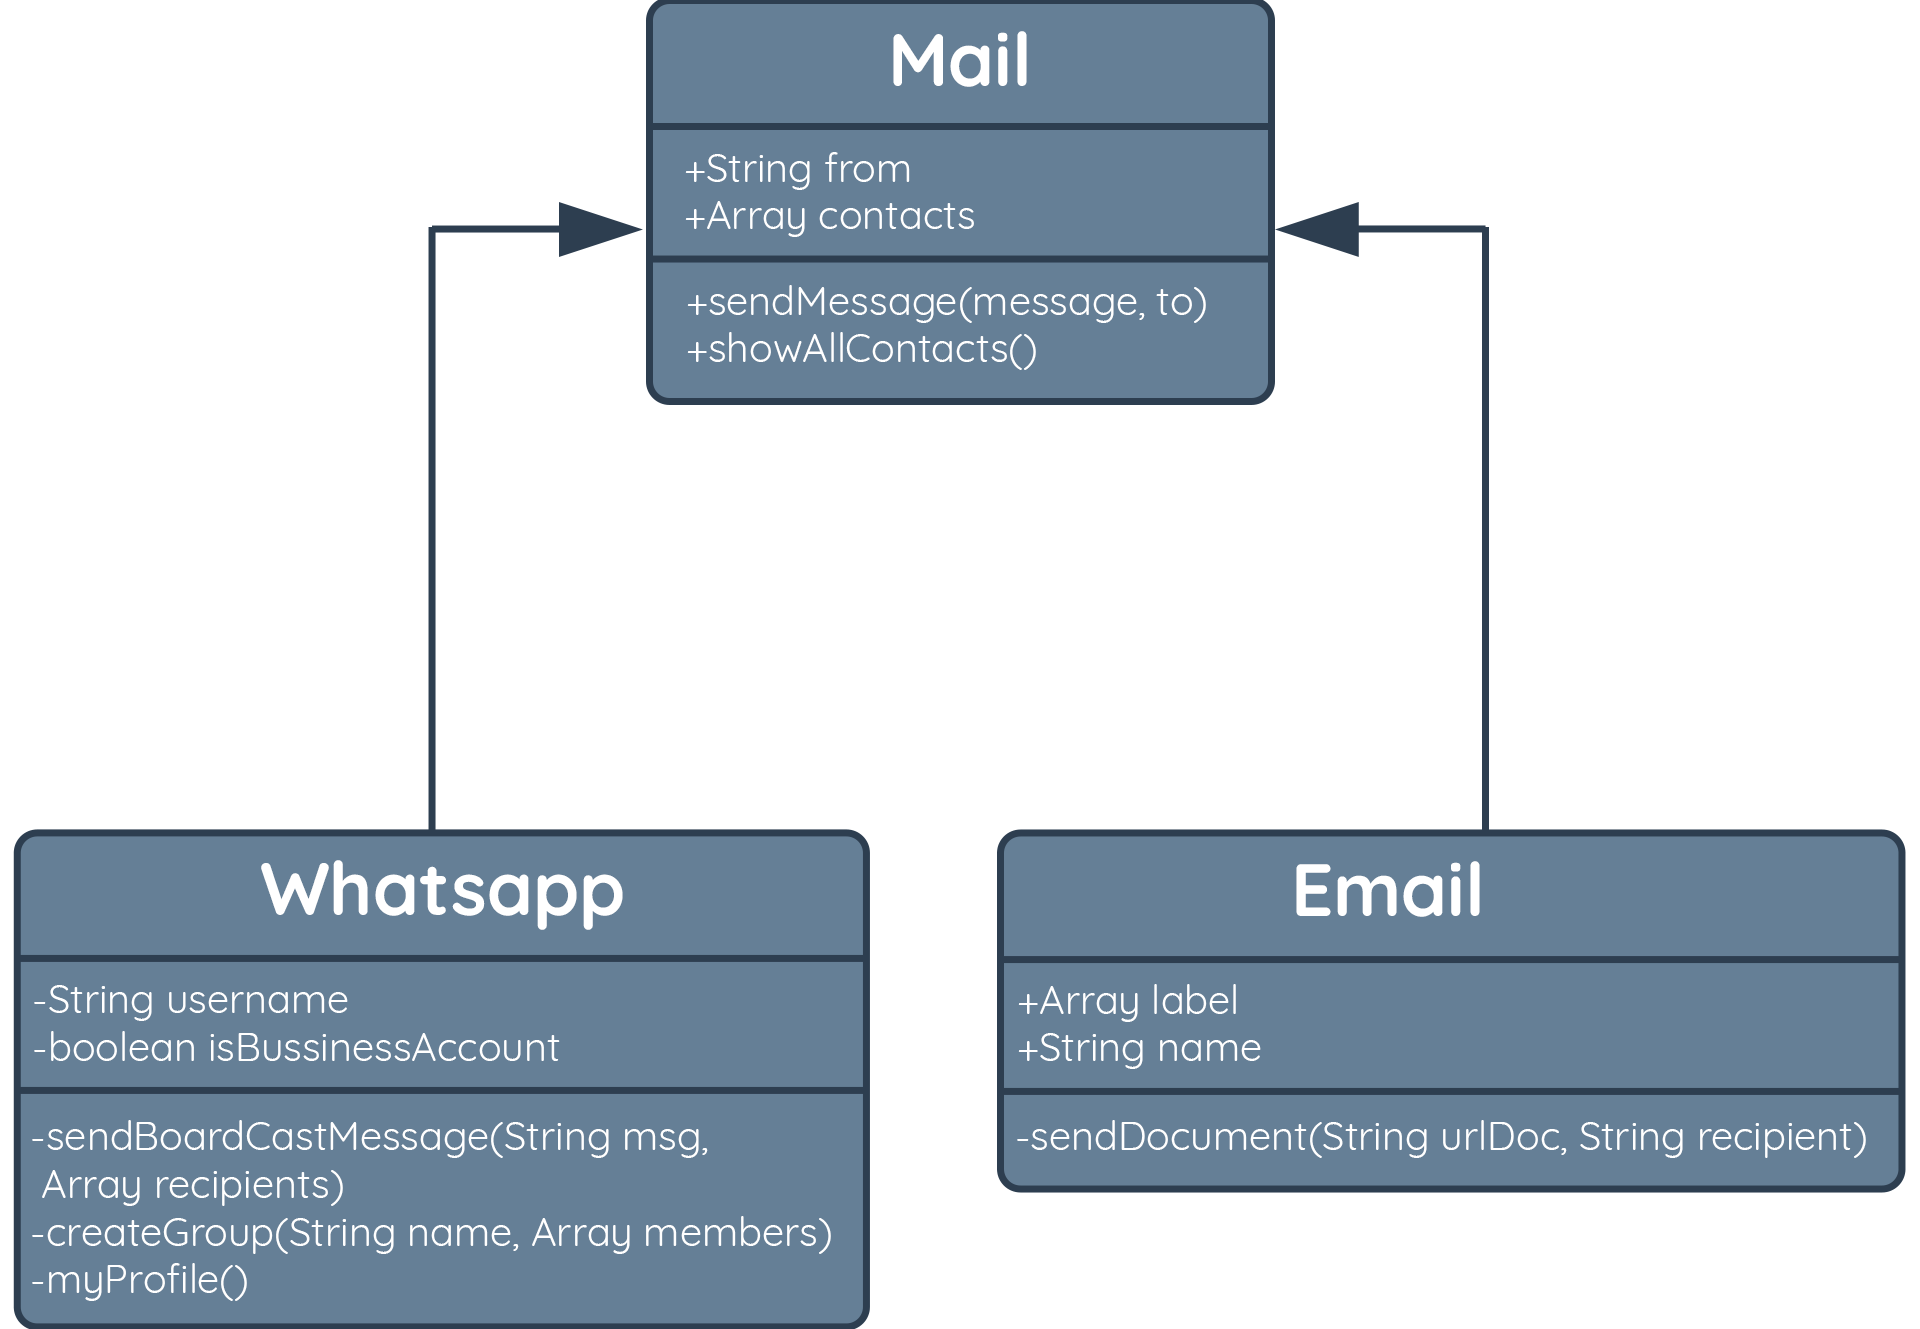 Mail
+String from
+Array contacts
+sendMessage(message, to)
+showAllContacts()
Whatsapp
-String username
-boolean isBussinessAccount
-sendBoardCastMessage(String msg,
Array recipients)
-createGroup(String name, Array members)
-myProfile()
Email
+Array label
+String name
-sendDocument(String urlDoc, String recipient)